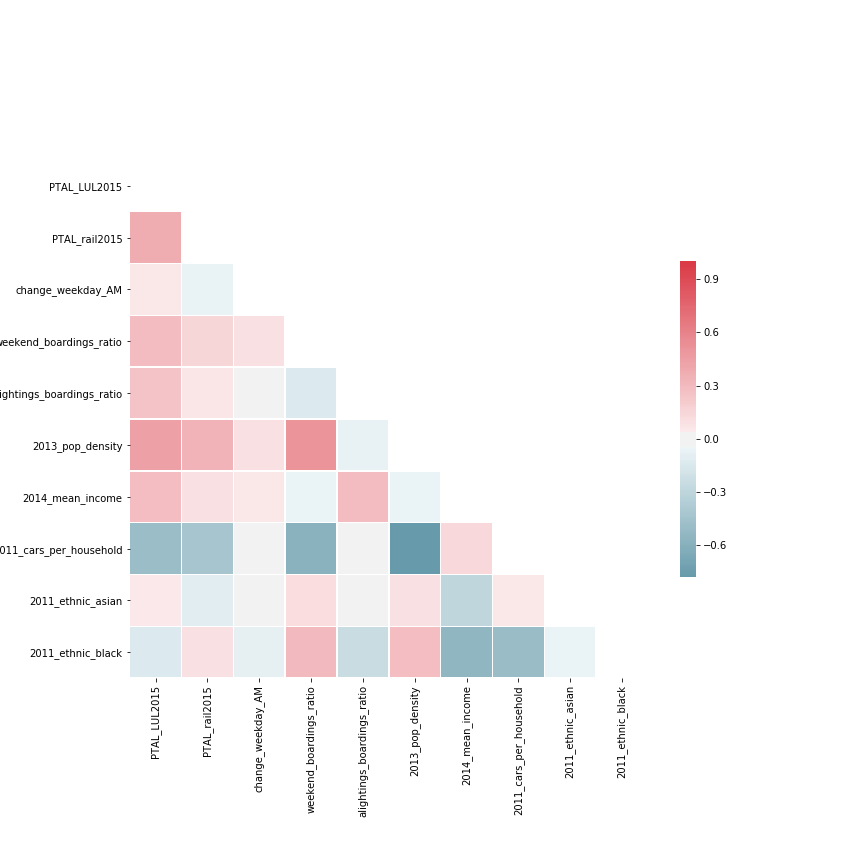 PTAL_LUL2015
PTAL_rail2015
change_weekday_AM
weekend_boardings_ratio
ightings_boardings_ratio
2013_pop_density
2014_mean_income
011_cars_per_household
2011_ethnic_asian
2011_ethnic_black
0.9
0.6
0.3
0.0
−0.3
−0.6
PTAL_LUL2015
PTAL_rail2015
change_weekday_AM
weekend_boardings_ratio
alightings_boardings_ratio
2013_pop_density
2014_mean_income
2011_cars_per_household
2011_ethnic_asian
2011_ethnic_black